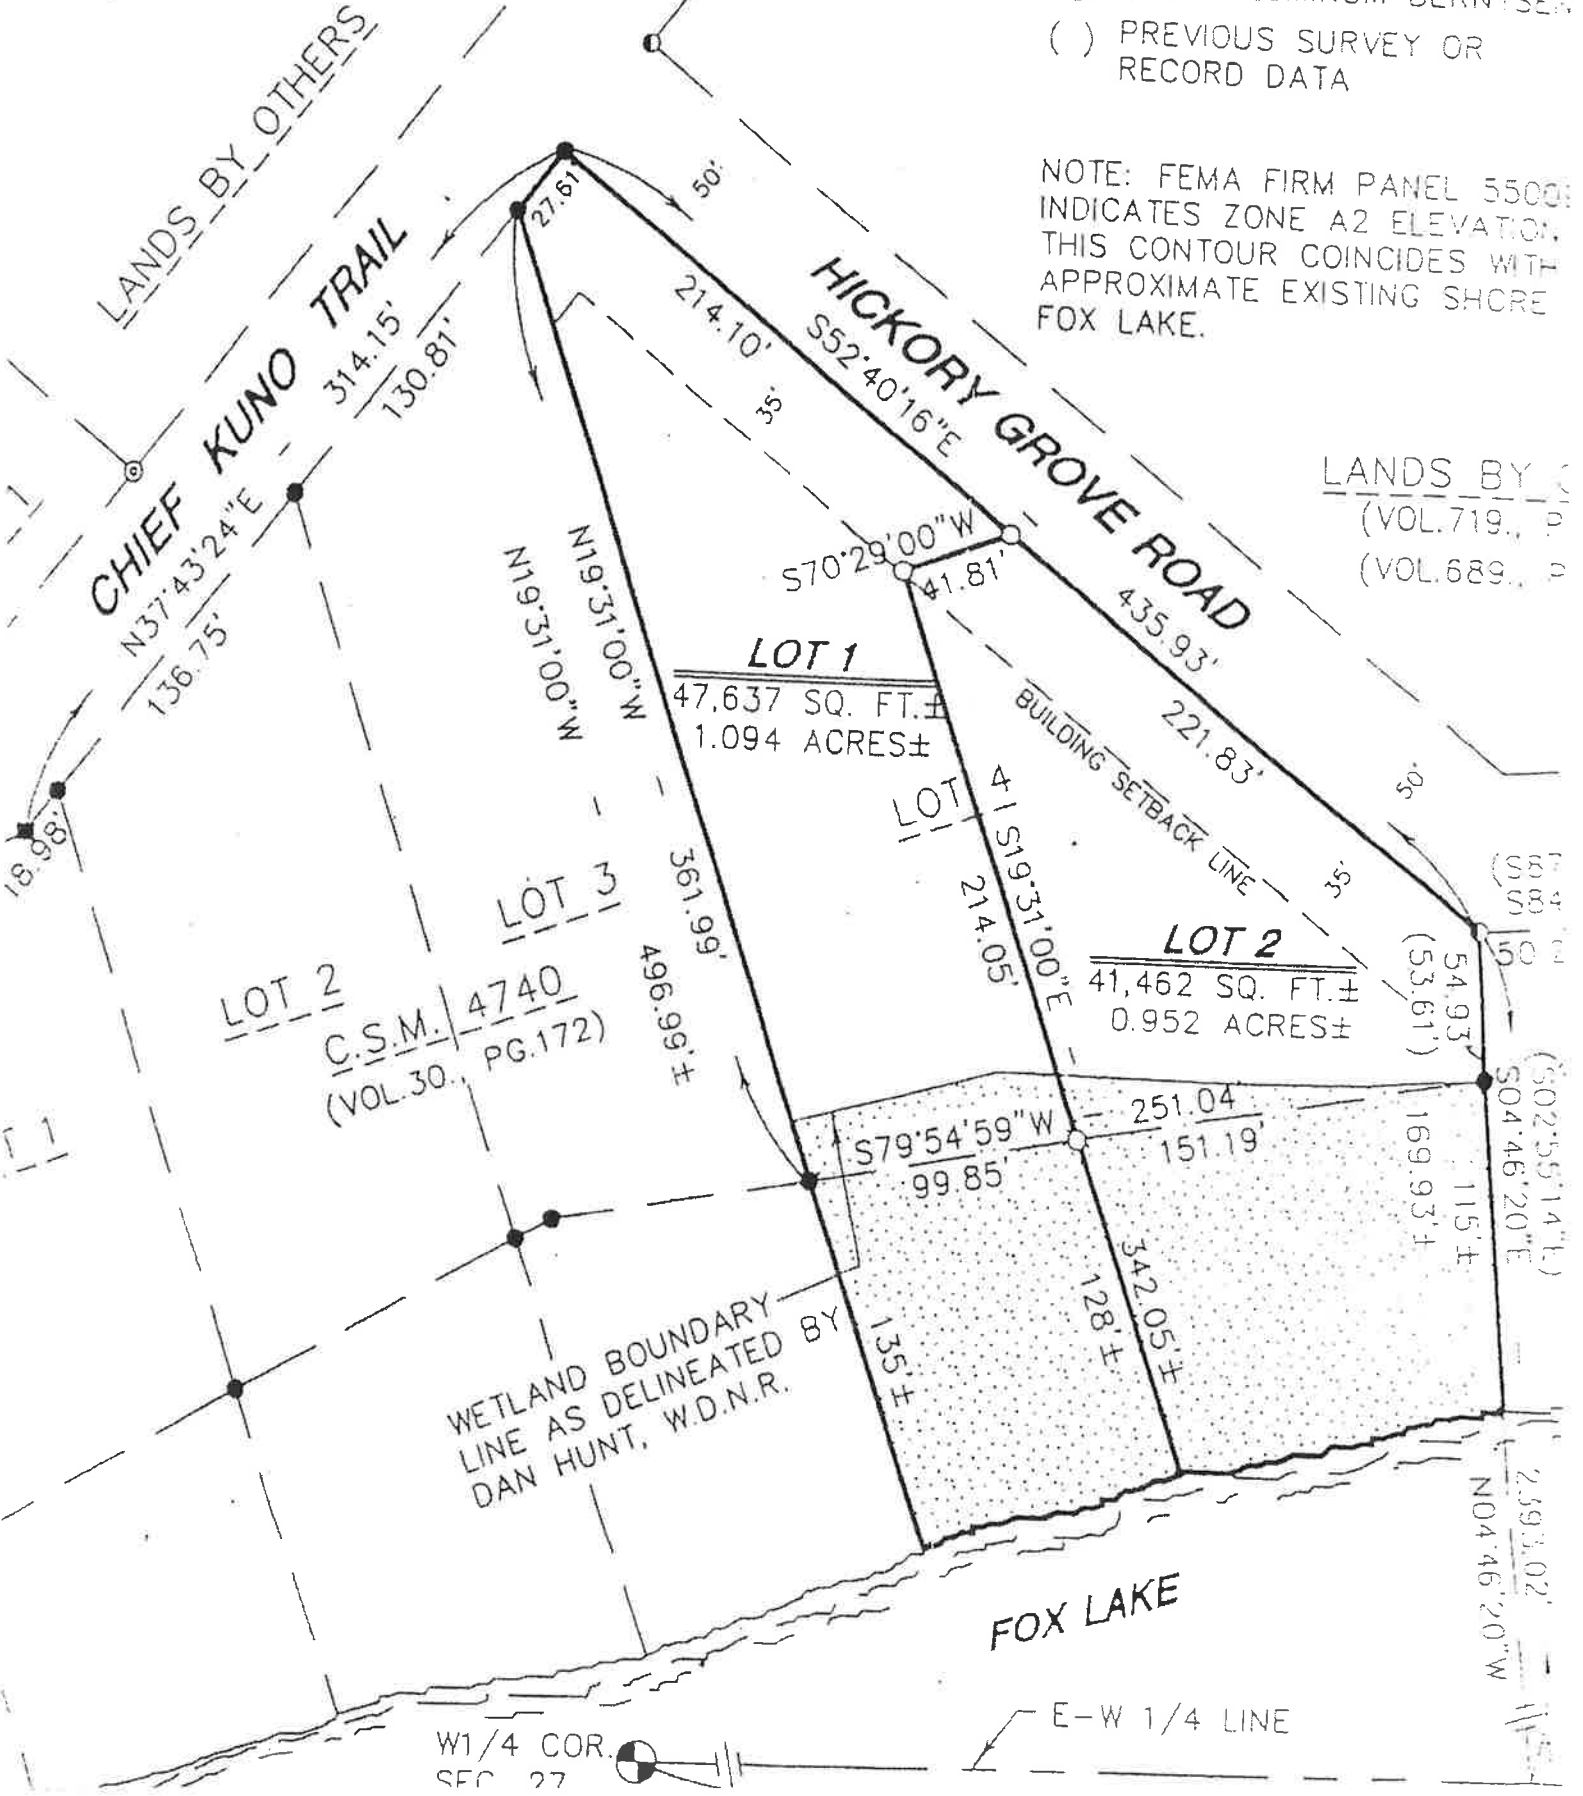 ( ) PREVIOUS SURVEY OR
RECORD DATA
NOTE: FEMA FIRM PANEL
INDICATES ZONE A2 ELEVATION
THIS CONTOUR COINCIDES WITH
APPROXIMATE EXISTING SHORE
FOX LAKE.
LANDS BY OTHERS
CHIEF KUNO TRAIL
314.15'
130.81'
N37°43'24"E
136.75'
18.98'
27.61'
50'
HICKORY GROVE ROAD
214.10'
S52°40'16"E
35'
LANDS BY
(VOL.719.,
(VOL.689.,
S70°29'00"W
41.81'
435.93'
221.83'
50'
BUILDING SETBACK LINE
35'
N19°31'00"W
N19°31'00"W
361.99'
496.99'±
LOT 1
47,637 SQ. FT.±
1.094 ACRES±
LOT 4
S19°31'00"E
214.05'
LOT 2
41,462 SQ. FT.±
0.952 ACRES±
54.93'
(53.61')
(S02°55'14"E)
S04°46'20"E
115'±
169.93'±
LOT 3
LOT 2
C.S.M. 4740
(VOL.30., PG.172)
T 1
S79°54'59"W
99.85'
251.04'
151.19'
342.05'±
128'±
135'±
WETLAND BOUNDARY
LINE AS DELINEATED BY
DAN HUNT, W.D.N.R.
FOX LAKE
N04°46'20"W
E-W 1/4 LINE
W1/4 COR.
SEC. 27